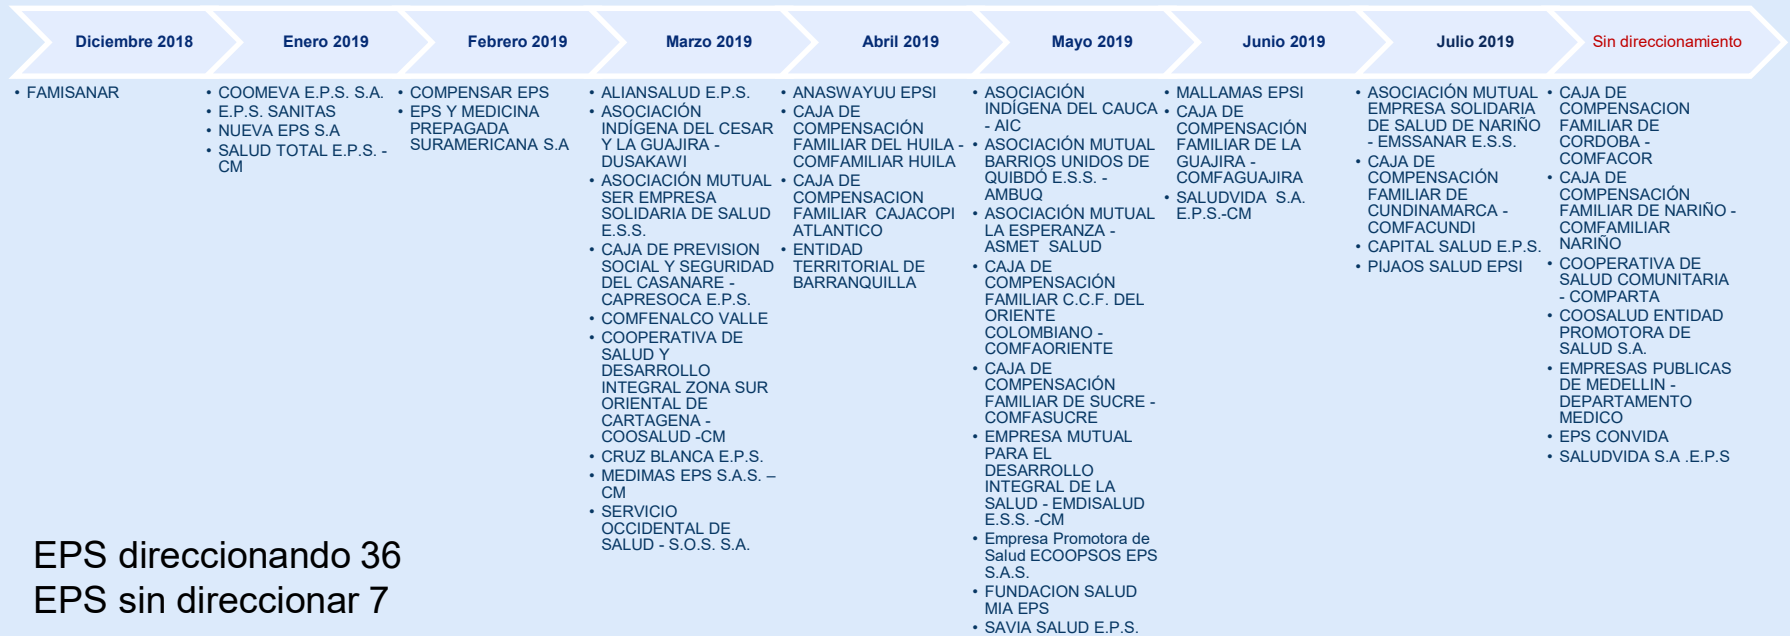 Diciembre 2018
Enero 2019
Febrero 2019
Marzo 2019
Abril 2019
Mayo 2019
Junio 2019
Julio 2019
Sin direccionamiento
• FAMISANAR
• COOMEVA E.P.S. S.A.
• E.P.S. SANITAS
• NUEVA EPS S.A
• SALUD TOTAL E.P.S. -
CM
• COMPENSAR EPS
• EPS Y MEDICINA
PREPAGADA
SURAMERICANA S.A
• ALIANSALUD E.P.S.
• ASOCIACIÓN
INDÍGENA DEL CESAR
Y LA GUAJIRA -
DUSAKAWI
• ASOCIACIÓN MUTUAL
SER EMPRESA
SOLIDARIA DE SALUD
E.S.S.
• CAJA DE PREVISION
SOCIAL Y SEGURIDAD
DEL CASANARE -
CAPRESOCA E.P.S.
• COMFENALCO VALLE
• COOPERATIVA DE
SALUD Y
DESARROLLO
INTEGRAL ZONA SUR
ORIENTAL DE
CARTAGENA -
COOSALUD -CM
• CRUZ BLANCA E.P.S.
• MEDIMAS EPS S.A.S. –
CM
• SERVICIO
OCCIDENTAL DE
SALUD - S.O.S. S.A.
• ANASWAYUU EPSI
• CAJA DE
COMPENSACIÓN
FAMILIAR DEL HUILA -
COMFAMILIAR HUILA
• CAJA DE
COMPENSACION
FAMILIAR CAJACOPI
ATLANTICO
• ENTIDAD
TERRITORIAL DE
BARRANQUILLA
• ASOCIACIÓN
INDÍGENA DEL CAUCA
- AIC
• ASOCIACIÓN MUTUAL
BARRIOS UNIDOS DE
QUIBDÓ E.S.S. -
AMBUQ
• ASOCIACIÓN MUTUAL
LA ESPERANZA -
ASMET SALUD
• CAJA DE
COMPENSACIÓN
FAMILIAR C.C.F. DEL
ORIENTE
COLOMBIANO -
COMFAORIENTE
• CAJA DE
COMPENSACIÓN
FAMILIAR DE SUCRE -
COMFASUCRE
• EMPRESA MUTUAL
PARA EL
DESARROLLO
INTEGRAL DE LA
SALUD - EMDISALUD
E.S.S. -CM
• Empresa Promotora de
Salud ECOOPSOS EPS
S.A.S.
• FUNDACION SALUD
MIA EPS
• SAVIA SALUD E.P.S.
• MALLAMAS EPSI
• CAJA DE
COMPENSACIÓN
FAMILIAR DE LA
GUAJIRA -
COMFAGUAJIRA
• SALUDVIDA S.A.
E.P.S.-CM
• ASOCIACIÓN MUTUAL
EMPRESA SOLIDARIA
DE SALUD DE NARIÑO
- EMSSANAR E.S.S.
• CAJA DE
COMPENSACIÓN
FAMILIAR DE
CUNDINAMARCA -
COMFACUNDI
• CAPITAL SALUD E.P.S.
• PIJAOS SALUD EPSI
• CAJA DE
COMPENSACION
FAMILIAR DE
CORDOBA -
COMFACOR
• CAJA DE
COMPENSACIÓN
FAMILIAR DE NARIÑO -
COMFAMILIAR
NARIÑO
• COOPERATIVA DE
SALUD COMUNITARIA
- COMPARTA
• COOSALUD ENTIDAD
PROMOTORA DE
SALUD S.A.
• EMPRESAS PUBLICAS
DE MEDELLIN -
DEPARTAMENTO
MEDICO
• EPS CONVIDA
• SALUDVIDA S.A .E.P.S
EPS direccionando 36
EPS sin direccionar 7